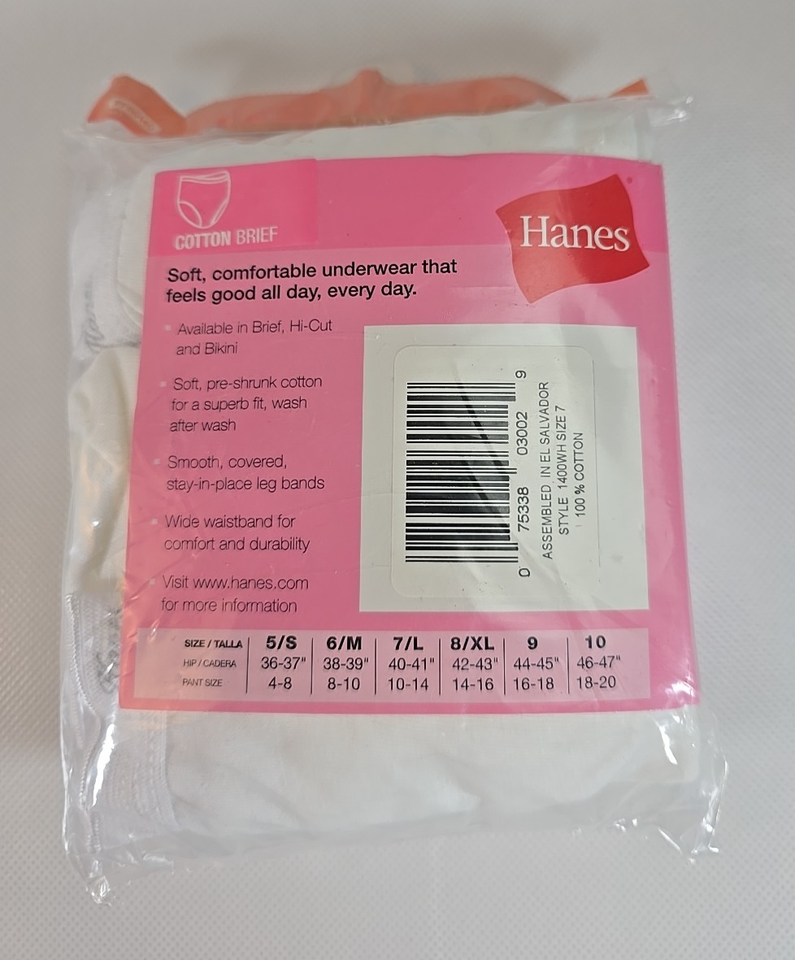 COTTON BRIEF
Hanes
Soft, comfortable underwear that
feels good all day, every day.
Available in Brief, Hi-Cut
and Bikini
Soft, pre-shrunk cotton
for a superb fit, wash
after wash
Smooth, covered,
stay-in-place leg bands
Wide waistband for
comfort and durability
Visit www.hanes.com
for more information
0 75338 03002 9
ASSEMBLED IN EL SALVADOR
STYLE 1400WH SIZE 7
100 % COTTON
SIZE / TALLA 5/S 6/M 7/L 8/XL 9 10
HIP / CADERA 36-37" 38-39" 40-41" 42-43" 44-45" 46-47"
PANT SIZE 4-8 8-10 10-14 14-16 16-18 18-20